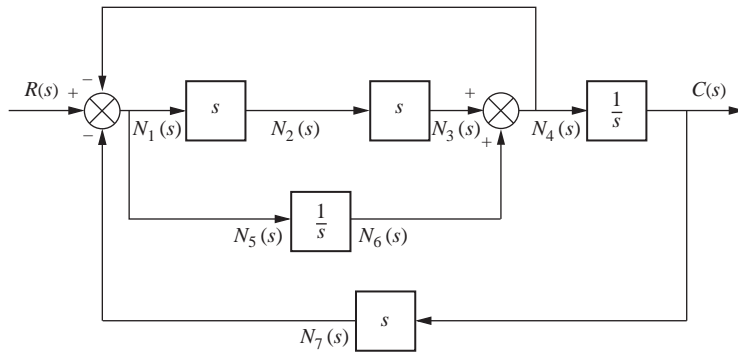 −
R(s) + C(s)
s s + 1/s
− N₁(s) N₂(s) N₃(s) + N₄(s)
1/s
N₅(s) N₆(s)
s
N₇(s)